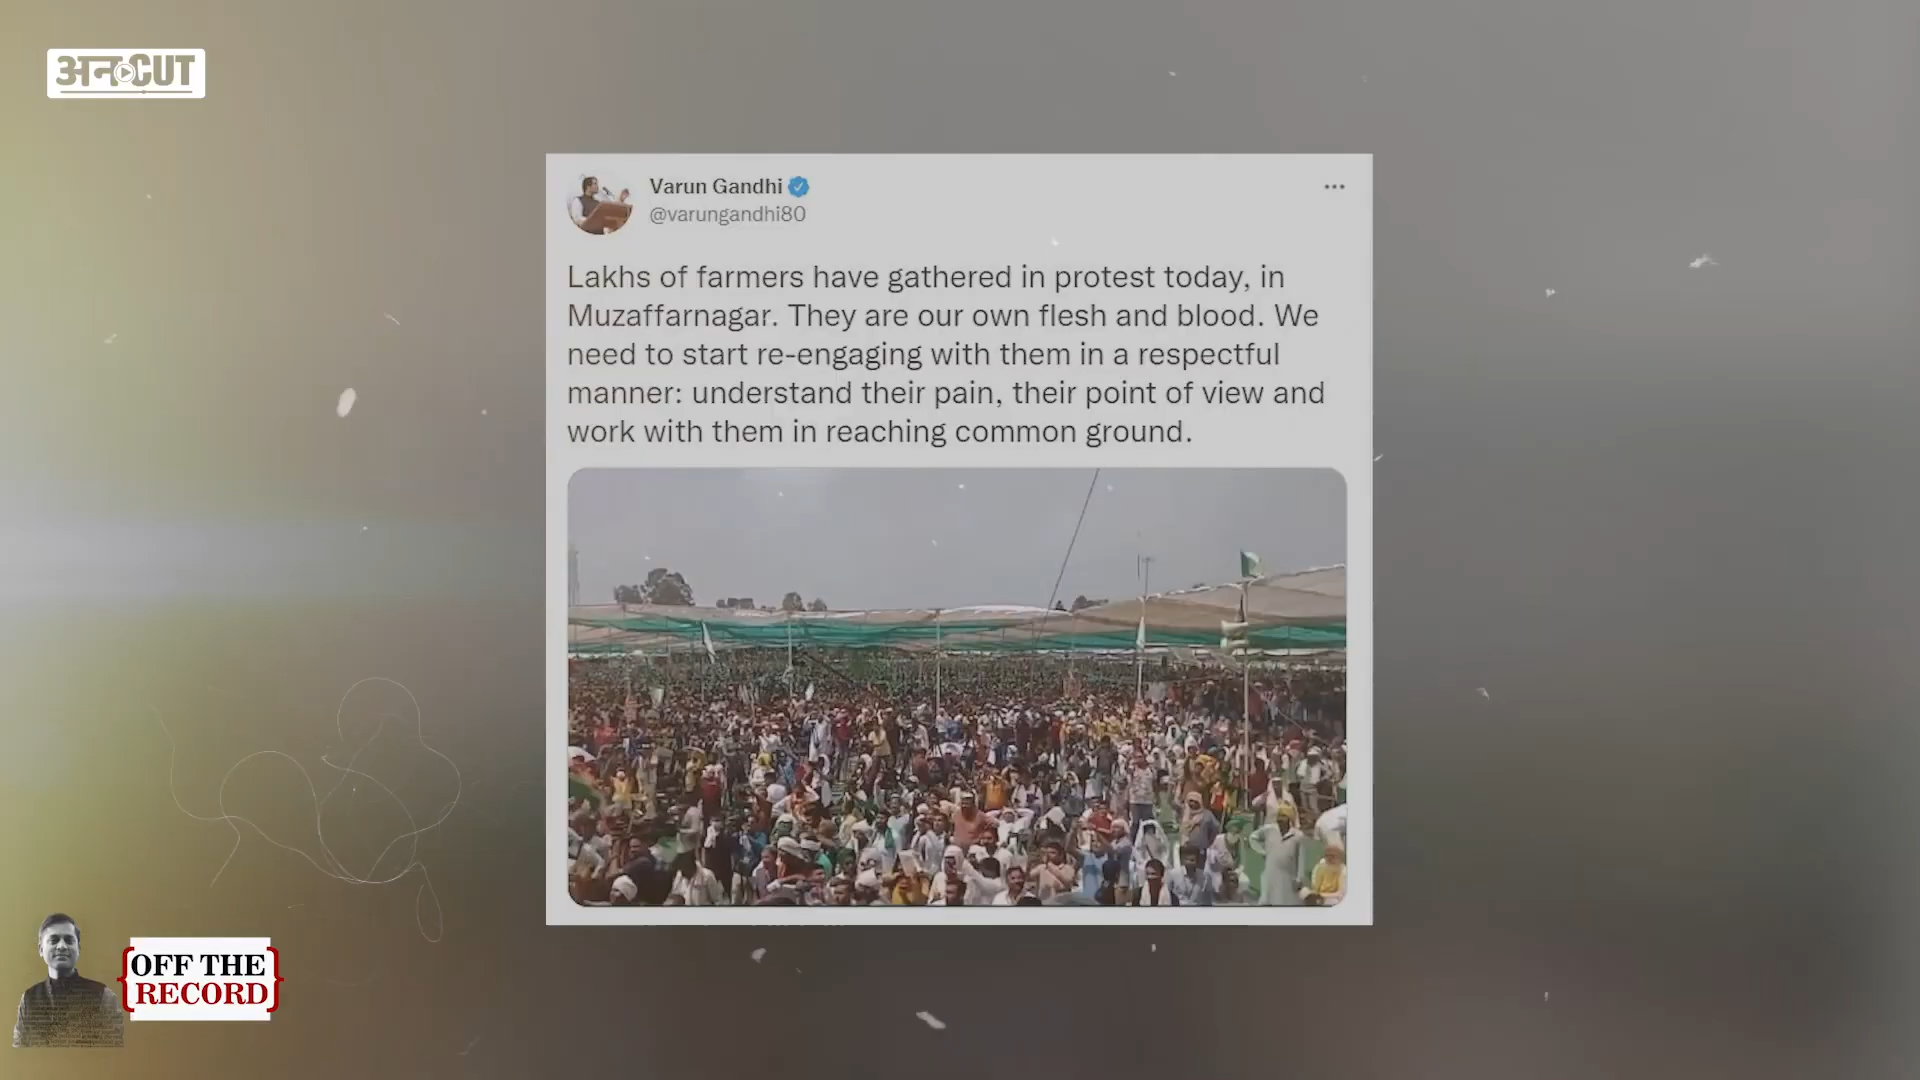 अनCUT
Varun Gandhi
@varungandhi80
Lakhs of farmers have gathered in protest today, in
Muzaffarnagar. They are our own flesh and blood. We
need to start re-engaging with them in a respectful
manner: understand their pain, their point of view and
work with them in reaching common ground.
OFF THE
RECORD